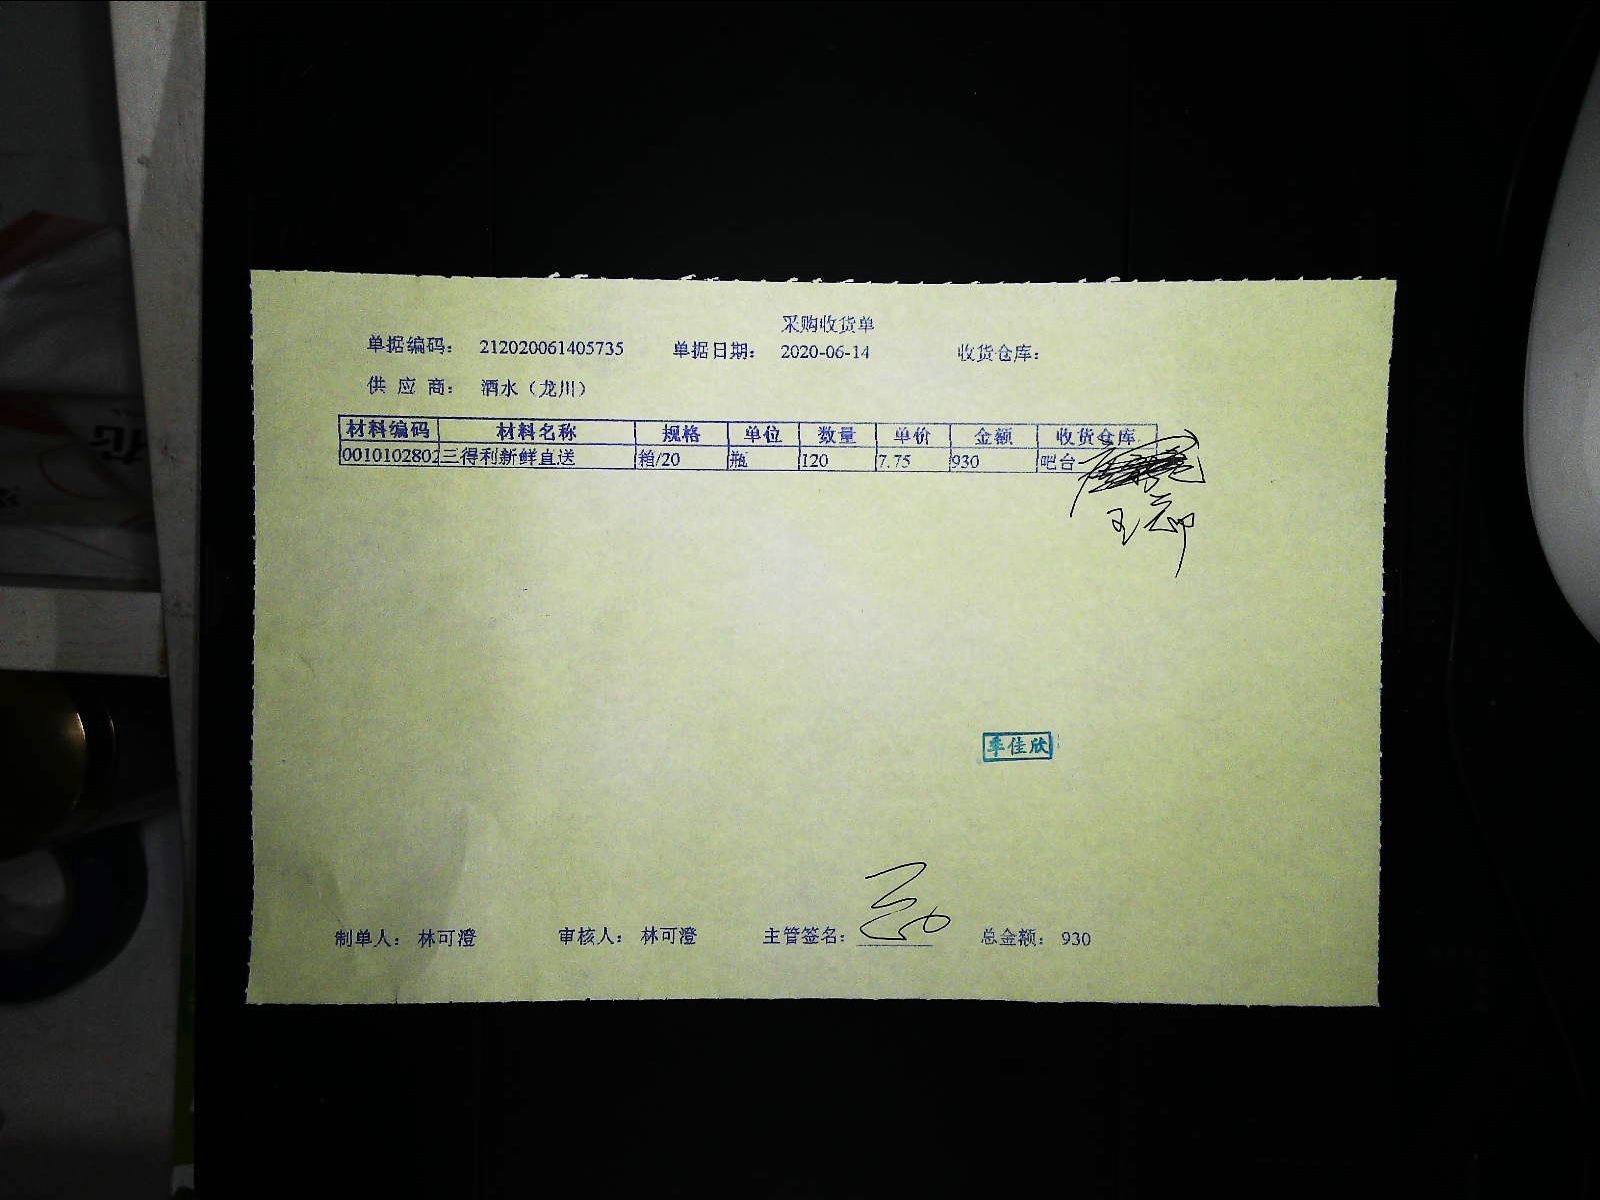 采购收货单
单据编码： 212020061405735 单据日期： 2020-06-14 收货仓库：
供 应 商： 酒水（龙川）
材料编码 材料名称 规格 单位 数量 单价 金额 收货仓库
0010102802 三得利新鲜直送 箱/20 瓶 120 7.75 930 吧台
李佳欣
制单人： 林可澄 审核人： 林可澄 主管签名： 总金额： 930